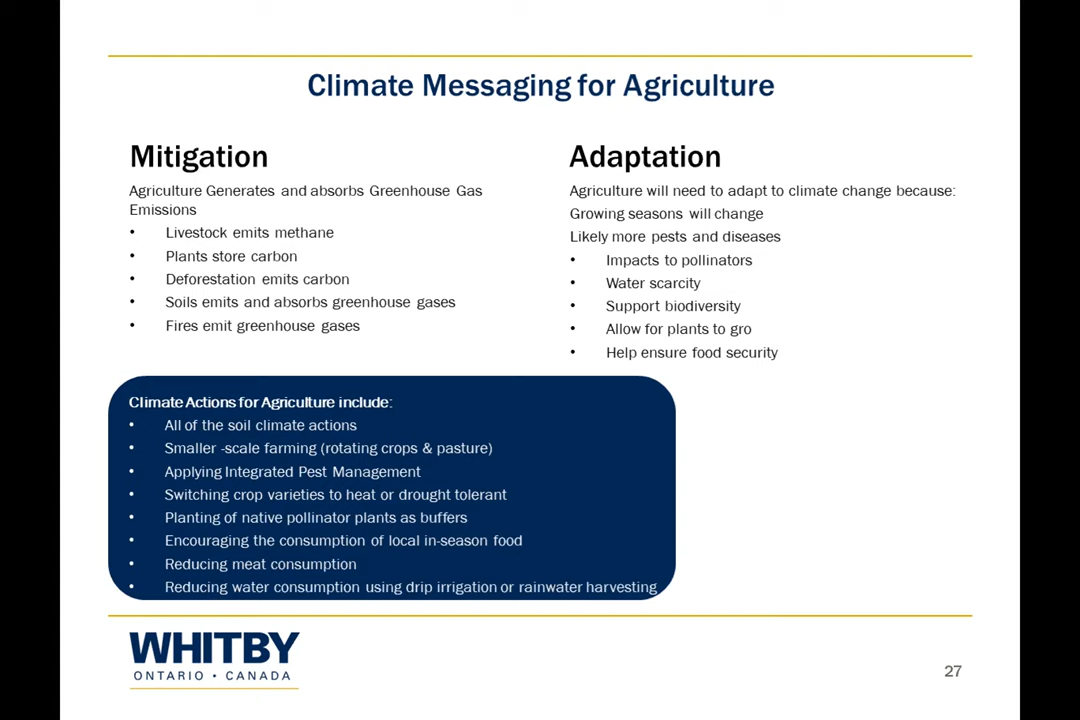 Climate Messaging for Agriculture
Mitigation
Agriculture Generates and absorbs Greenhouse Gas
Emissions
• Livestock emits methane
• Plants store carbon
• Deforestation emits carbon
• Soils emits and absorbs greenhouse gases
• Fires emit greenhouse gases
Adaptation
Agriculture will need to adapt to climate change because:
Growing seasons will change
Likely more pests and diseases
• Impacts to pollinators
• Water scarcity
• Support biodiversity
• Allow for plants to gro
• Help ensure food security
Climate Actions for Agriculture include:
• All of the soil climate actions
• Smaller -scale farming (rotating crops & pasture)
• Applying Integrated Pest Management
• Switching crop varieties to heat or drought tolerant
• Planting of native pollinator plants as buffers
• Encouraging the consumption of local in-season food
• Reducing meat consumption
• Reducing water consumption using drip irrigation or rainwater harvesting
WHITBY
ONTARIO • CANADA
27